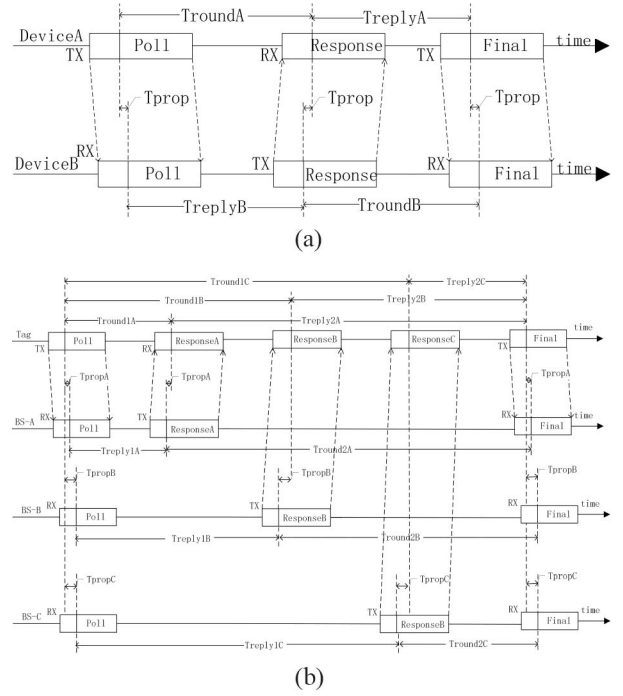 TroundA TreplyA
DeviceA Poll Response Final time
TX RX TX
Tprop Tprop Tprop
RX
DeviceB Poll TX Response RX Final time
TreplyB TroundB
(a)
Tround1C Treply2C
Tround1B Treply2B
Tround1A Treply2A
Tag Poll ResponseA ResponseB ResponseC Final time
TX RX RX TX
TpropA TpropA TpropA
BS-A RX Poll TX ResponseA RX Final time
Treply1A Tround2A
TpropB TpropB TpropB
BS-B RX Poll TX ResponseB RX Final time
Treply1B Tround2B
TpropC TpropC TpropC
BS-C RX Poll TX ResponseB RX Final time
Treply1C Tround2C
(b)